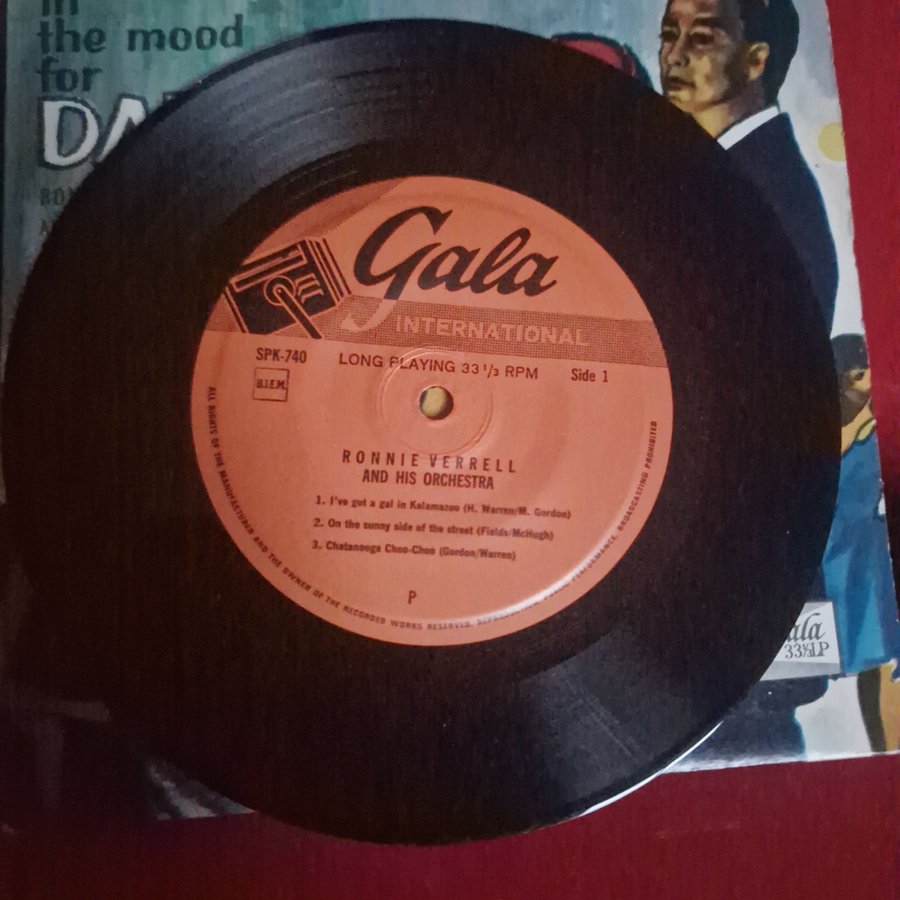 in
the mood
for
Gala
INTERNATIONAL
SPK-740
LONG PLAYING 33 1/3 RPM
Side 1
B.I.E.M.
RONNIE VERRELL
AND HIS ORCHESTRA
1. I've got a gal in Kalamazoo (H. Warren/M. Gordon)
2. On the sunny side of the street (Fields/McHugh)
3. Chatanooga Choo-Choo (Gordon/Warren)
P
ALL RIGHTS OF THE MANUFACTURER AND THE OWNER OF THE RECORDED WORKS RESERVED. REPRODUCTION, PUBLIC PERFORMANCE, BROADCASTING PROHIBITED
33⅓LP